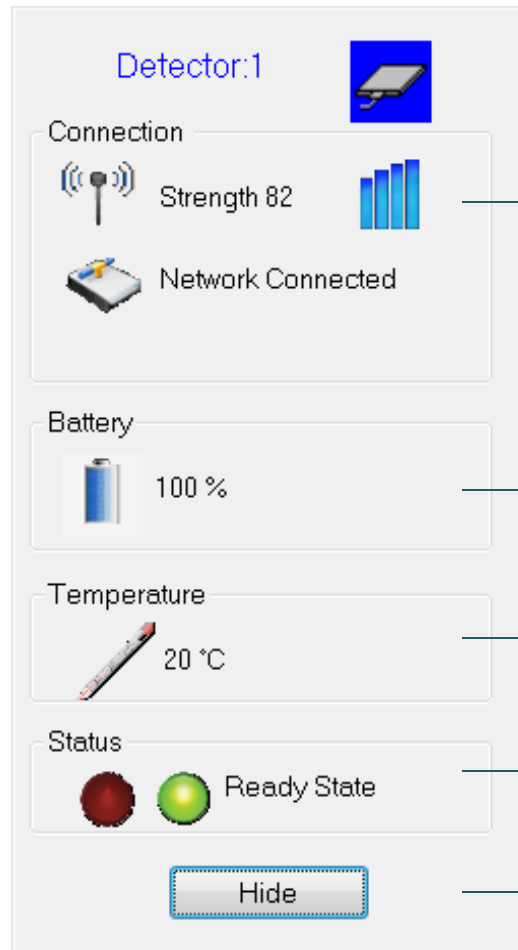 Detector:1
Connection
Strength 82
Network Connected
Battery
100 %
Temperature
20 °C
Status
Ready State
Hide